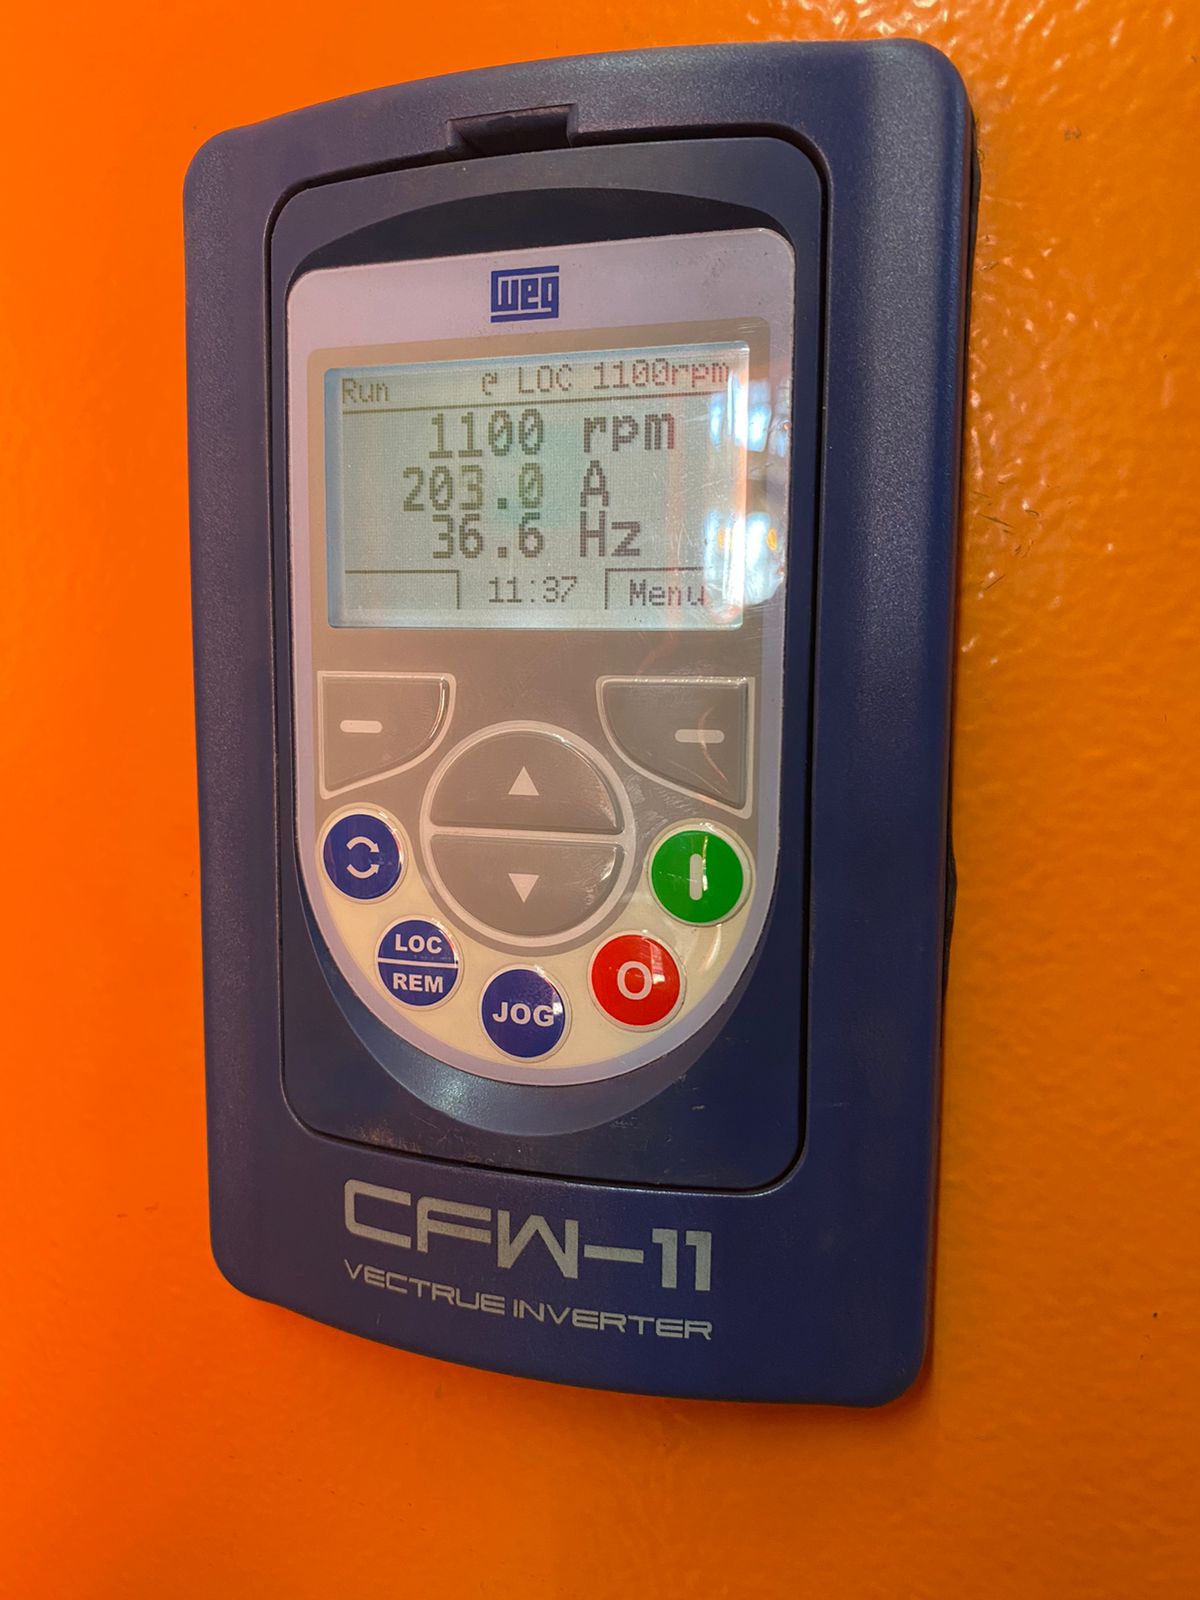 weg
Run LOC 1100rpm
1100 rpm
203.0 A
36.6 Hz
11:37 Menu
LOC
REM
JOG
CFW-11
VECTRUE INVERTER